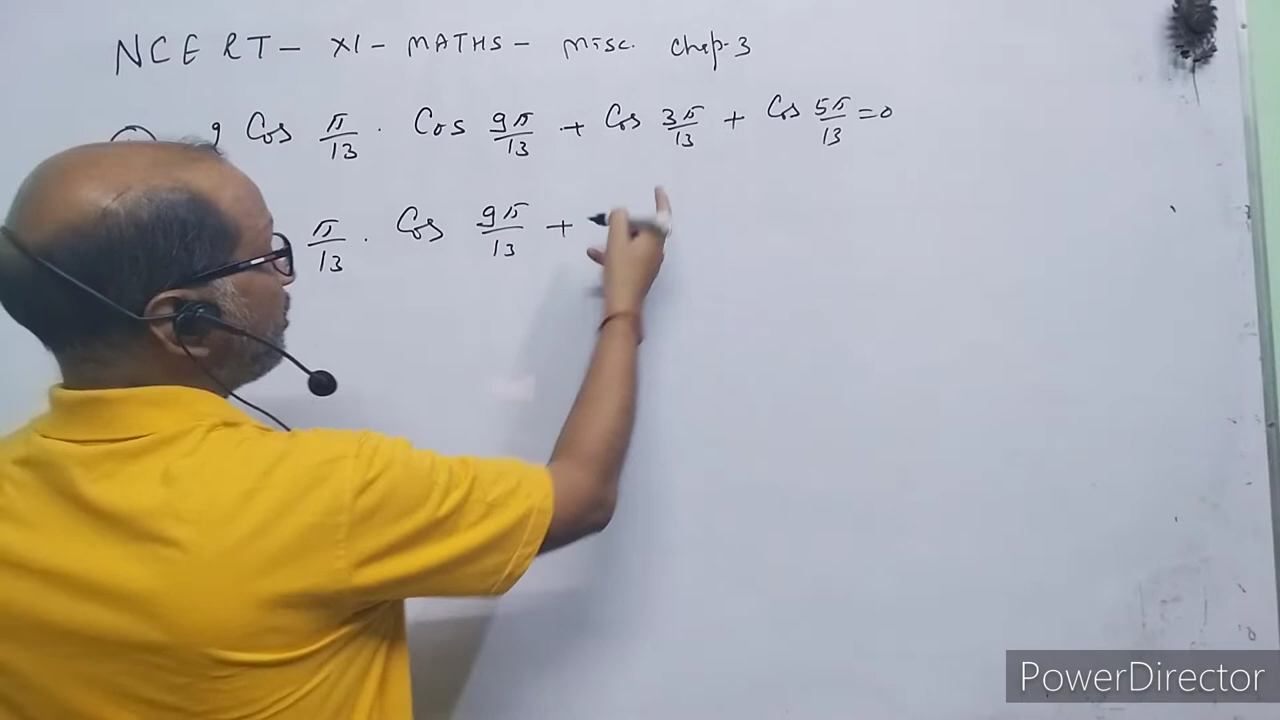 NCERT - XI - MATHS - Misc. Chap-3
2 Cos π/13 . Cos 9π/13 + Cos 3π/13 + Cos 5π/13 = 0
π/13 . Cos 9π/13 +
PowerDirector